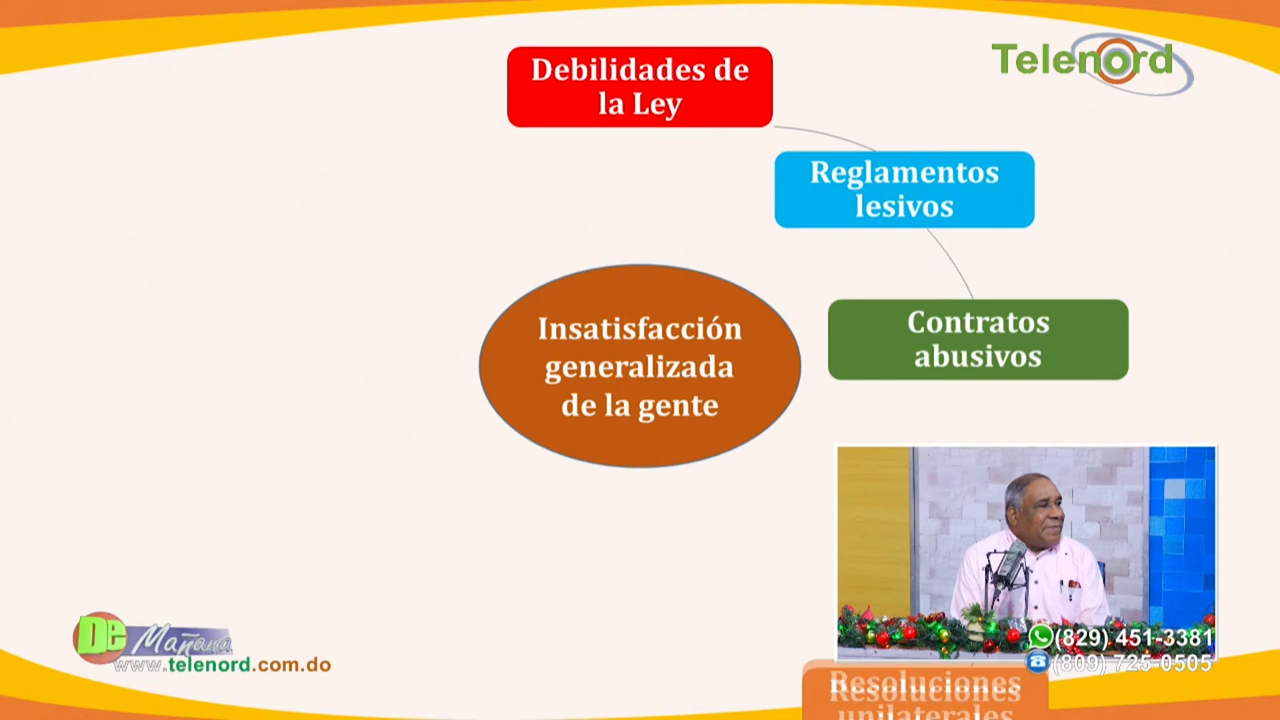 Debilidades de
la Ley
Telenord
Reglamentos
lesivos
Insatisfacción
generalizada
de la gente
Contratos
abusivos
De Mañana
www.telenord.com.do
(829) 451-3381
(809) 725-0505
Resoluciones
unilaterales